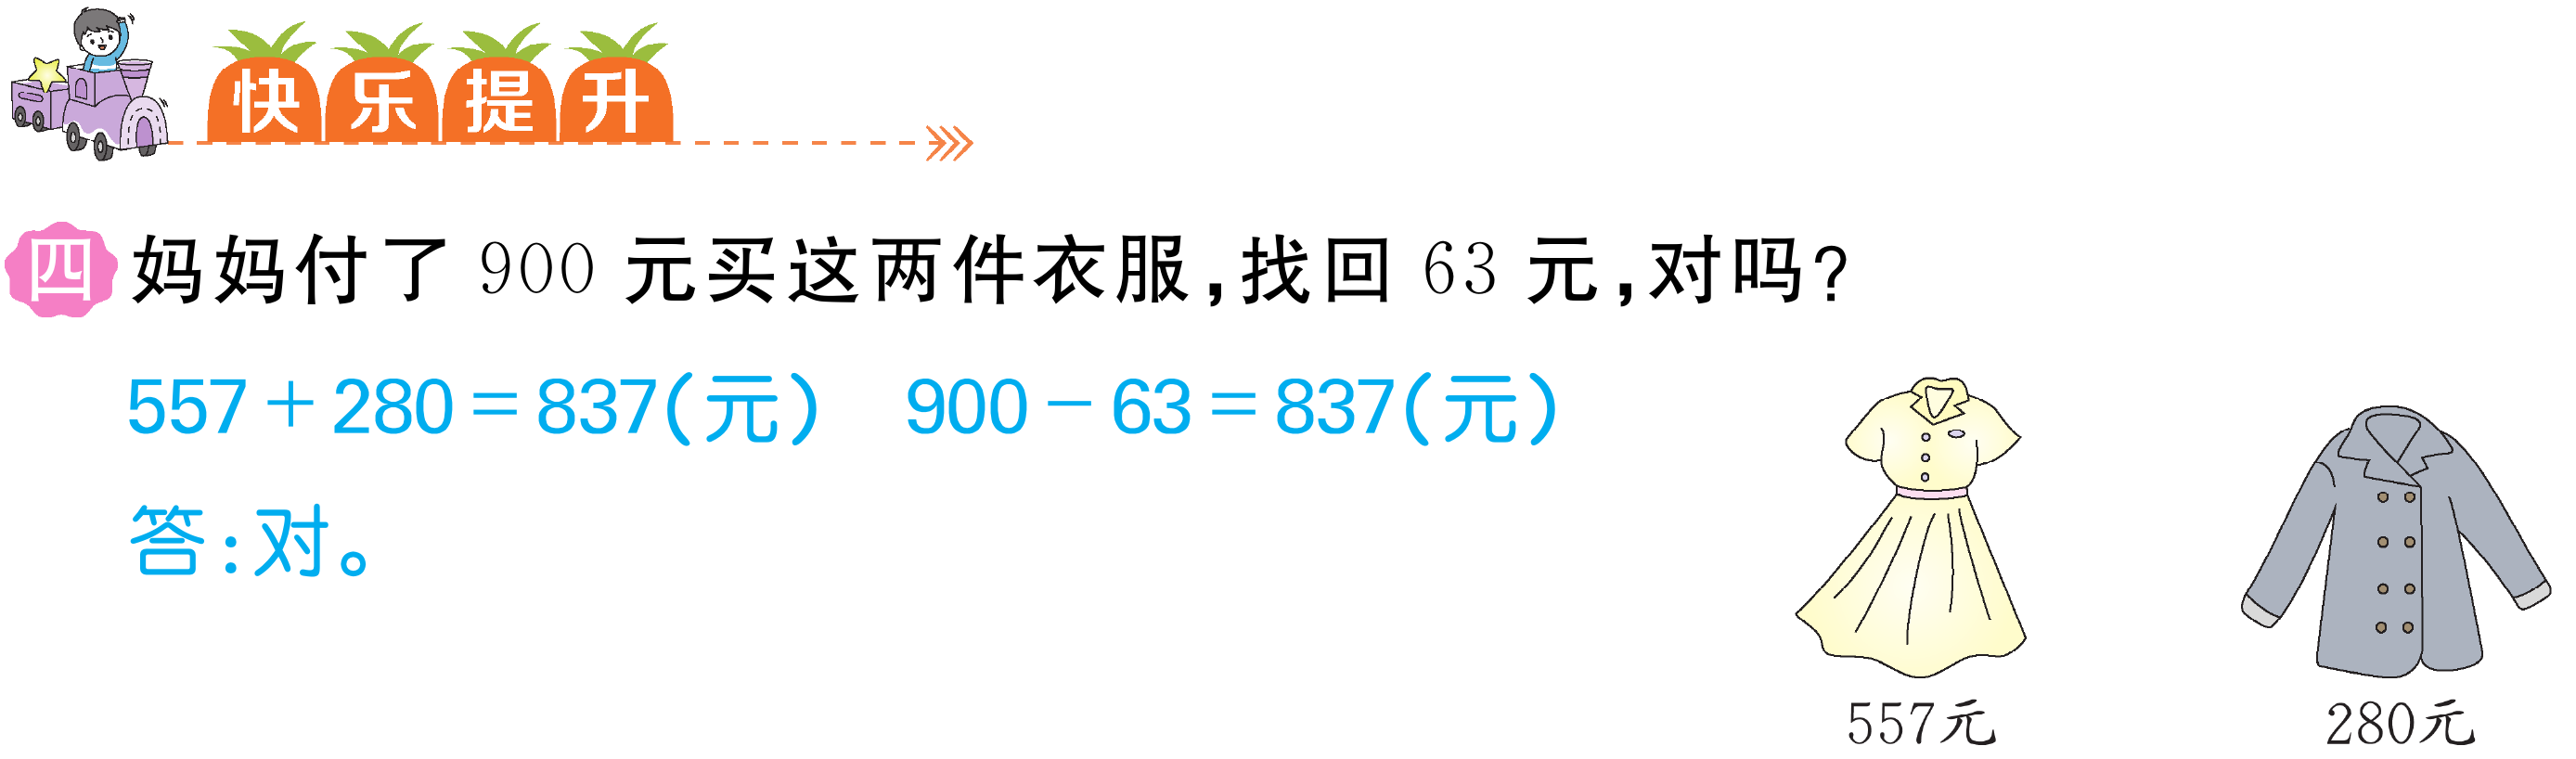 快乐提升
四 妈妈付了 900 元买这两件衣服,找回 63 元,对吗?
557+280=837(元) 900-63=837(元)
答:对。
557元 280元